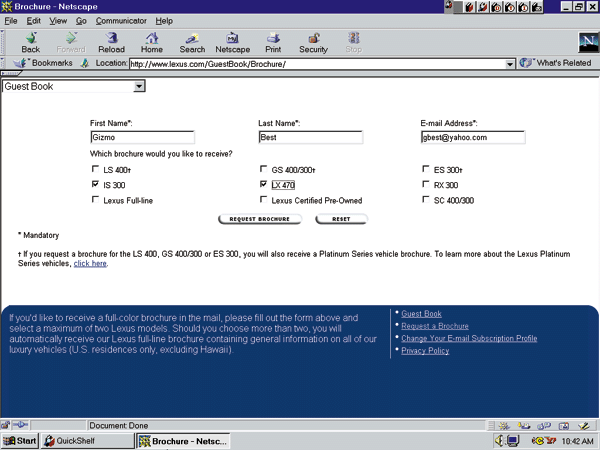 Brochure - Netscape
File Edit View Go Communicator Help
Back Forward Reload Home Search Netscape Print Security Stop
Bookmarks Location: http://www.lexus.com/GuestBook/Brochure/ What's Related
Guest Book
First Name*: Last Name*: E-mail Address*:
Gizmo Best gbest@yahoo.com
Which brochure would you like to receive?
LS 400† GS 400/300† ES 300†
IS 300 LX 470 RX 300
Lexus Full-line Lexus Certified Pre-Owned SC 400/300
REQUEST BROCHURE RESET
* Mandatory
† If you request a brochure for the LS 400, GS 400/300 or ES 300, you will also receive a Platinum Series vehicle brochure. To learn more about the Lexus Platinum
Series vehicles, click here.
If you'd like to receive a full-color brochure in the mail, please fill out the form above and
select a maximum of two Lexus models. Should you choose more than two, you will
automatically receive our Lexus full-line brochure containing general information on all of our
luxury vehicles (U.S. residences only, excluding Hawaii).
• Guest Book
• Request a Brochure
• Change Your E-mail Subscription Profile
• Privacy Policy
Document: Done
Start QuickShelf Brochure - Netsc... 10:42 AM